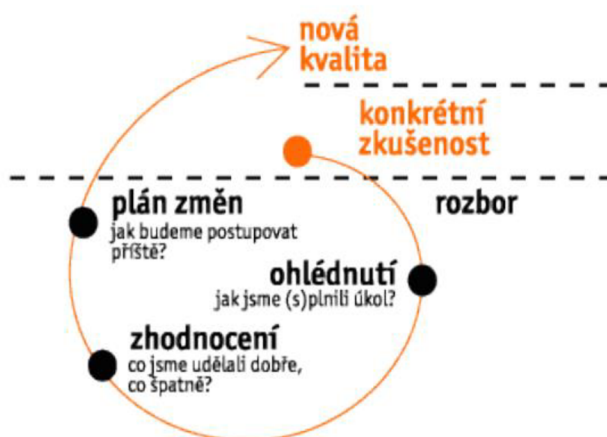 nová
kvalita
konkrétní
zkušenost
plán změn
jak budeme postupovat
příště?
rozbor
ohlédnutí
jak jsme (s)plnili úkol?
zhodnocení
co jsme udělali dobře,
co špatně?